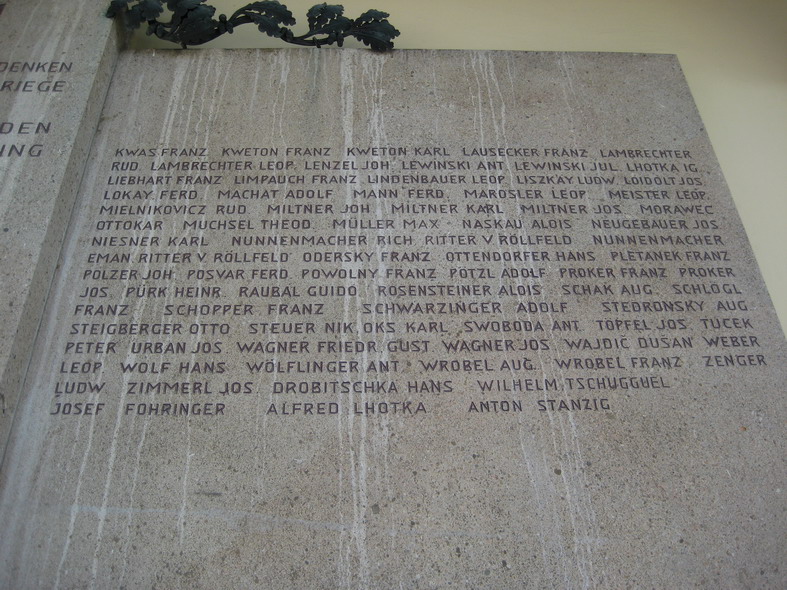 DENKEN
RIEGE
DEN
NG
KWAS FRANZ KWETON FRANZ KWETON KARL LAUSECKER FRANZ LAMBRECHTER
RUD. LAMBRECHTER LEOP. LENZEL JOH. LEWINSKI ANT. LEWINSKI JUL. LHOTKA IG.
LIEBHART FRANZ LIMPAUCH FRANZ LINDENBAUER LEOP. LISZKAY LUDW. LOIDOLT JOS.
LOKAY FERD. MACHAT ADOLF MANN FERD. MAROSLER LEOP. MEISTER LEOP.
MIELNIKOVICZ RUD. MILTNER JOH. MILTNER KARL MILTNER JOS. MORAWEC
OTTOKAR MUCHSEL THEOD. MÜLLER MAX NASKAU ALOIS NEUGEBAUER JOS.
NIESNER KARL NUNNENMACHER RICH. RITTER V. RÖLLFELD NUNNENMACHER
EMAN. RITTER V. RÖLLFELD ODERSKY FRANZ OTTENDORFER HANS PLETANEK FRANZ
POLZER JOH. POSVAR FERD. POWOLNY FRANZ PÖTZL ADOLF PROKER FRANZ PROKER
JOS. PÜRK HEINR. RAUBAL GUIDO ROSENSTEINER ALOIS SCHAK AUG. SCHLÖGL
FRANZ SCHOPPER FRANZ SCHWARZINGER ADOLF STEDRONSKY AUG.
STEIGBERGER OTTO STEUER NIK. OKS KARL SWOBODA ANT. TÖPFEL JOS. TUCEK
PETER URBAN JOS. WAGNER FRIEDR. GUST. WAGNER JOS. WAJDIĆ DUŠAN WEBER
LEOP. WOLF HANS WÖLFLINGER ANT. WROBEL AUG. WROBEL FRANZ ZENGER
LUDW. ZIMMERL JOS. DROBITSCHKA HANS WILHELM TSCHUGGUEL
JOSEF FÖHRINGER ALFRED LHOTKA ANTON STANZIG